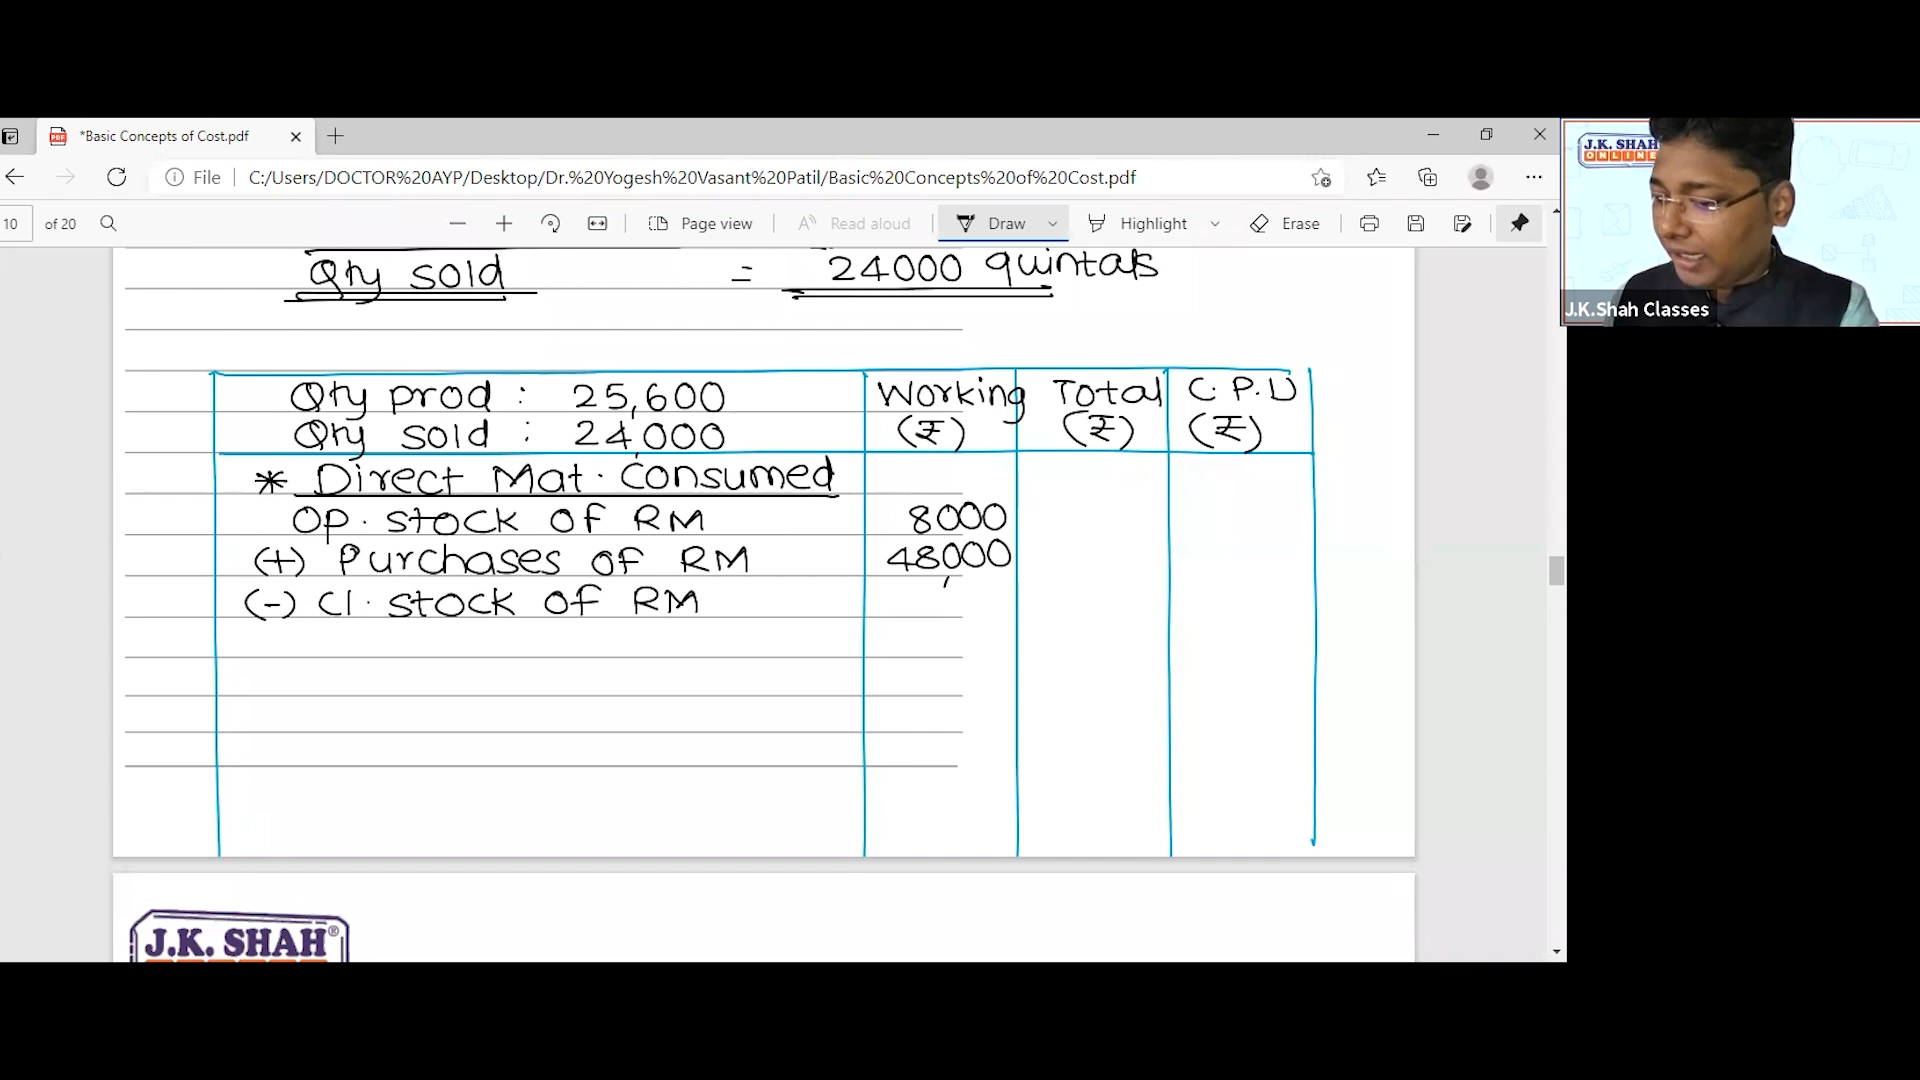 *Basic Concepts of Cost.pdf
File C:/Users/DOCTOR%20AYP/Desktop/Dr.%20Yogesh%20Vasant%20Patil/Basic%20Concepts%20of%20Cost.pdf
10 of 20 Page view Read aloud Draw Highlight Erase
J.K. SHAH
ONLINE
J.K.Shah Classes
Qty sold = 24000 quintals
Qty prod : 25,600 Working Total C.P.U
Qty sold : 24,000 (₹) (₹) (₹)
* Direct Mat. Consumed
OP. stock of RM 8000
(+) Purchases of RM 48000
(-) Cl. stock of RM
J.K. SHAH®